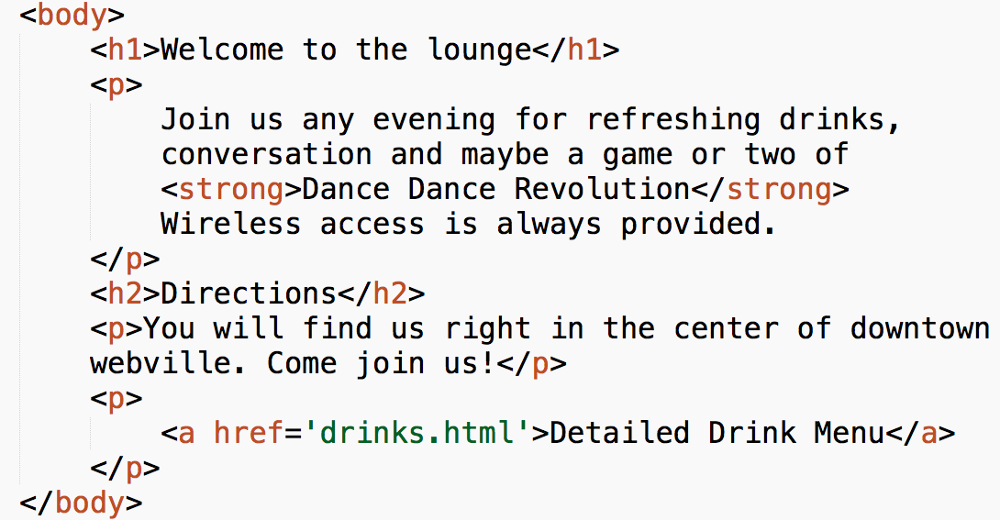 <body>
<h1>Welcome to the lounge</h1>
<p>
Join us any evening for refreshing drinks,
conversation and maybe a game or two of
<strong>Dance Dance Revolution</strong>
Wireless access is always provided.
</p>
<h2>Directions</h2>
<p>You will find us right in the center of downtown
webville. Come join us!</p>
<p>
<a href='drinks.html'>Detailed Drink Menu</a>
</p>
</body>